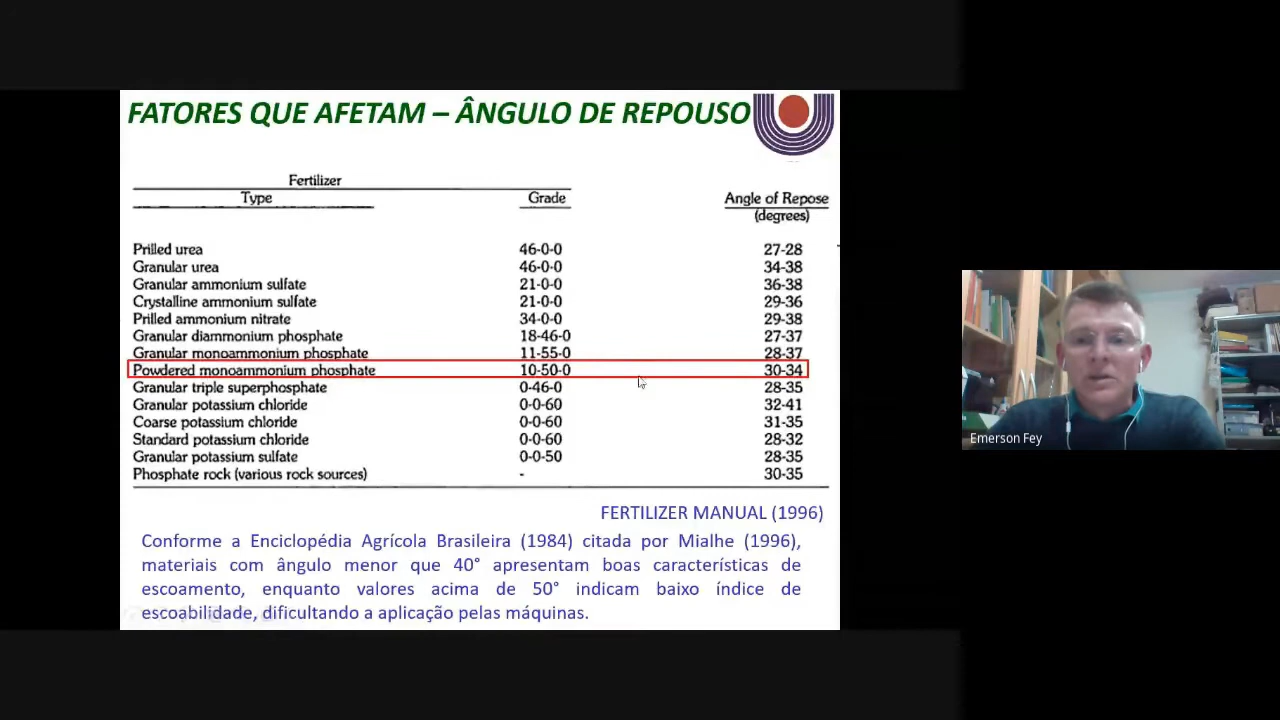 FATORES QUE AFETAM – ÂNGULO DE REPOUSO
Fertilizer
Type Grade Angle of Repose
(degrees)
Prilled urea 46-0-0 27-28
Granular urea 46-0-0 34-38
Granular ammonium sulfate 21-0-0 36-38
Crystalline ammonium sulfate 21-0-0 29-36
Prilled ammonium nitrate 34-0-0 29-38
Granular diammonium phosphate 18-46-0 27-37
Granular monoammonium phosphate 11-55-0 28-37
Powdered monoammonium phosphate 10-50-0 30-34
Granular triple superphosphate 0-46-0 28-35
Granular potassium chloride 0-0-60 32-41
Coarse potassium chloride 0-0-60 31-35
Standard potassium chloride 0-0-60 28-32
Granular potassium sulfate 0-0-50 28-35
Phosphate rock (various rock sources) - 30-35
FERTILIZER MANUAL (1996)
Conforme a Enciclopédia Agrícola Brasileira (1984) citada por Mialhe (1996),
materiais com ângulo menor que 40° apresentam boas características de
escoamento, enquanto valores acima de 50° indicam baixo índice de
escoabilidade, dificultando a aplicação pelas máquinas.
Emerson Fey